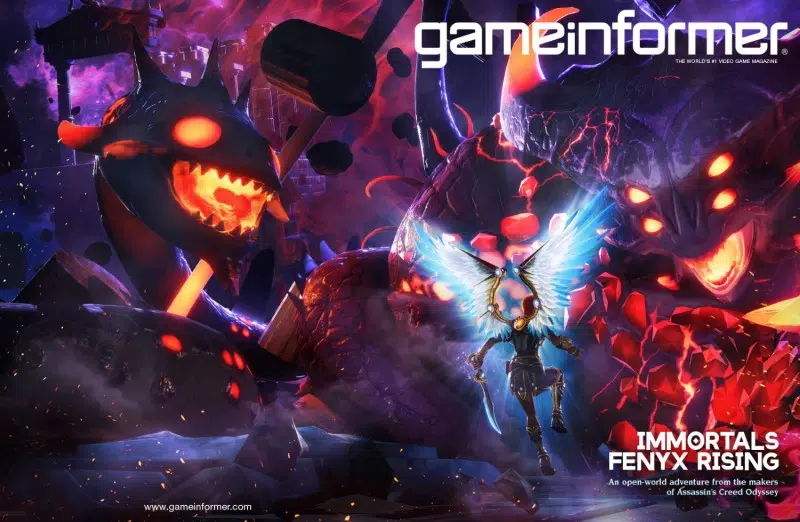 gameinformer®
THE WORLD'S #1 VIDEO GAME MAGAZINE
IMMORTALS
FENYX RISING
An open-world adventure from the makers
of Assassin's Creed Odyssey
www.gameinformer.com